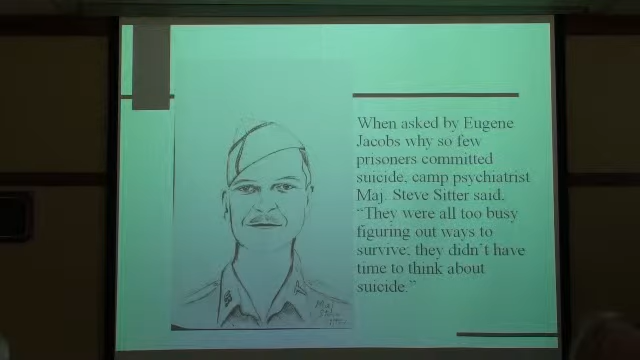 When asked by Eugene
Jacobs why so few
prisoners committed
suicide, camp psychiatrist
Maj. Steve Sitter said,
“They were all too busy
figuring out ways to
survive; they didn’t have
time to think about
suicide.”